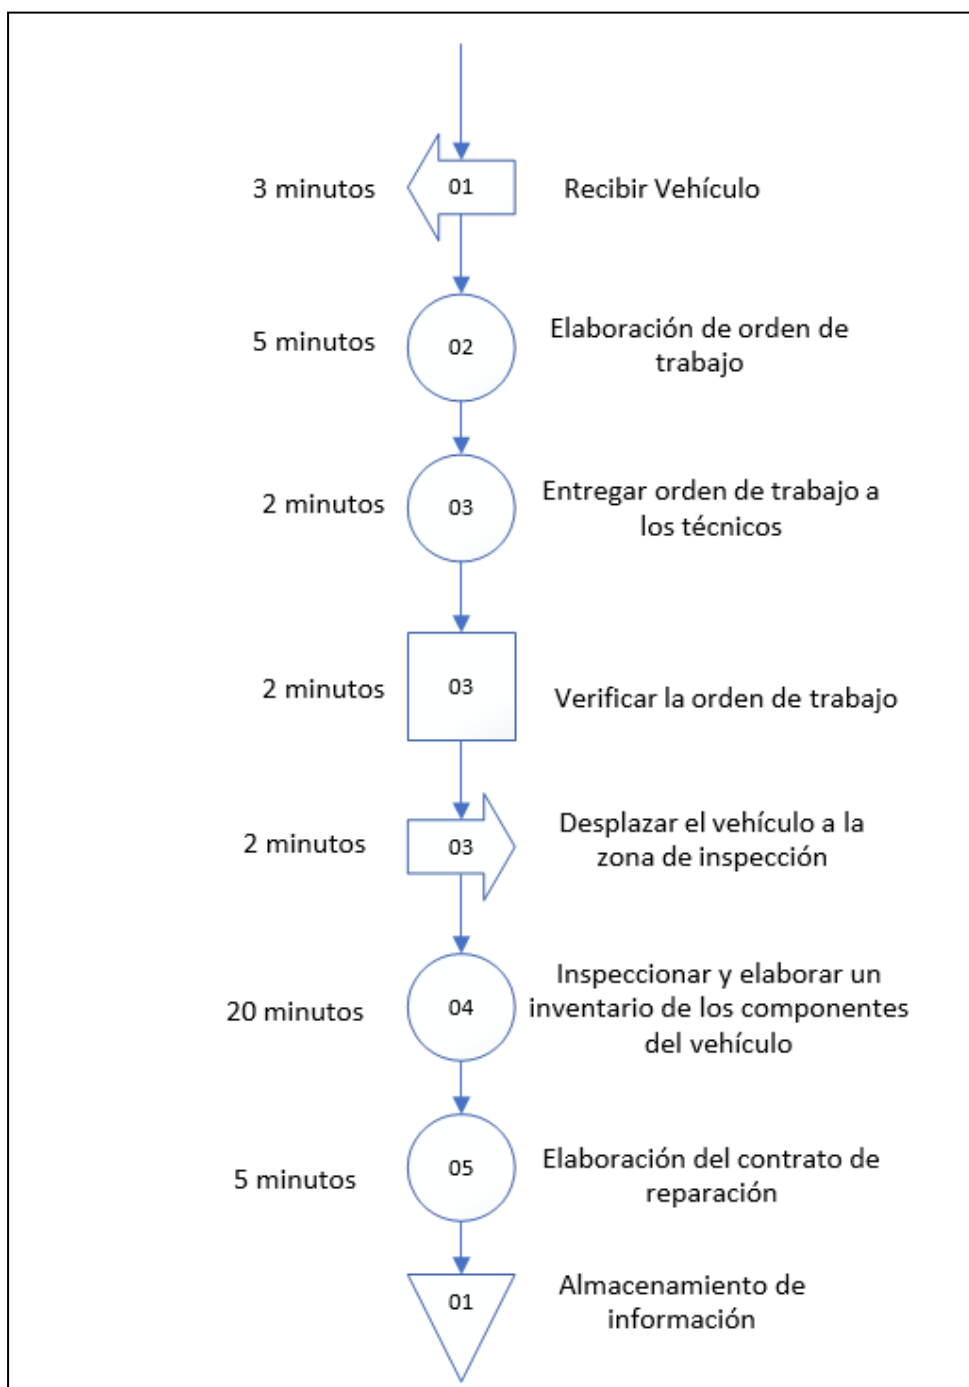 3 minutos
01
Recibir Vehículo
5 minutos
02
Elaboración de orden de
trabajo
2 minutos
03
Entregar orden de trabajo a
los técnicos
2 minutos
03
Verificar la orden de trabajo
2 minutos
03
Desplazar el vehículo a la
zona de inspección
20 minutos
04
Inspeccionar y elaborar un
inventario de los componentes
del vehículo
5 minutos
05
Elaboración del contrato de
reparación
01
Almacenamiento de
información